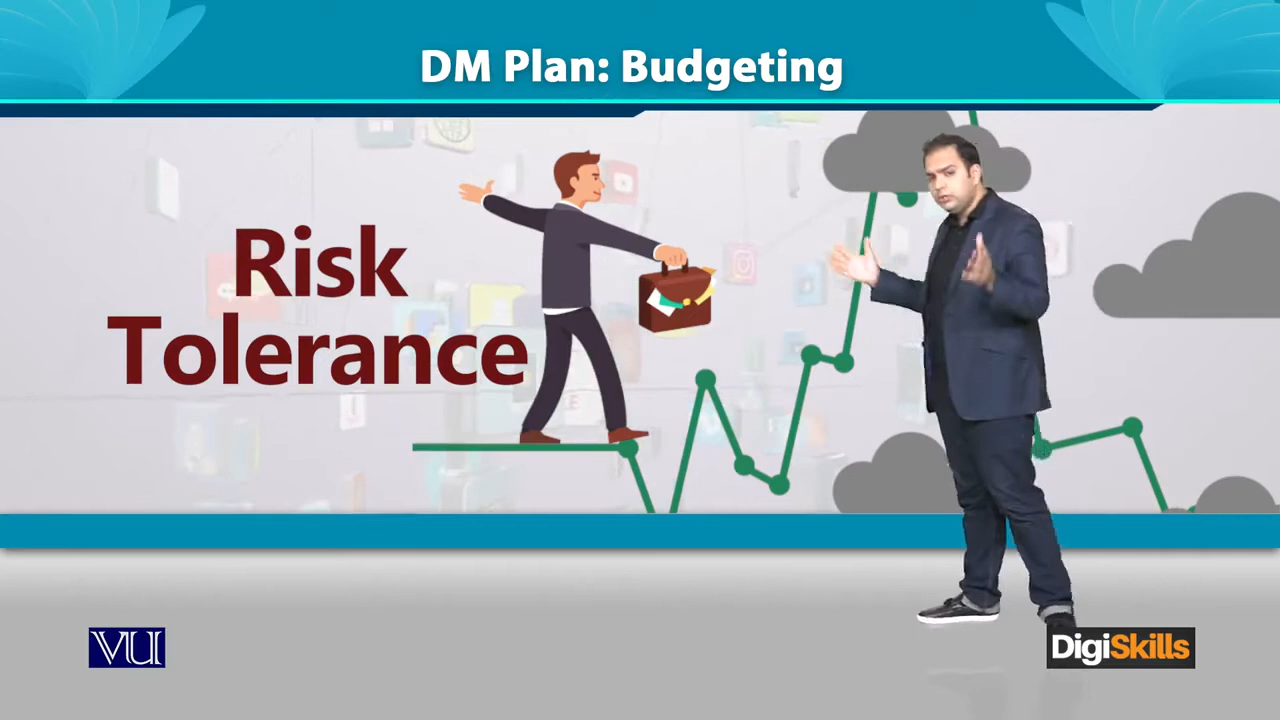 DM Plan: Budgeting
Risk
Tolerance
VU
DigiSkills